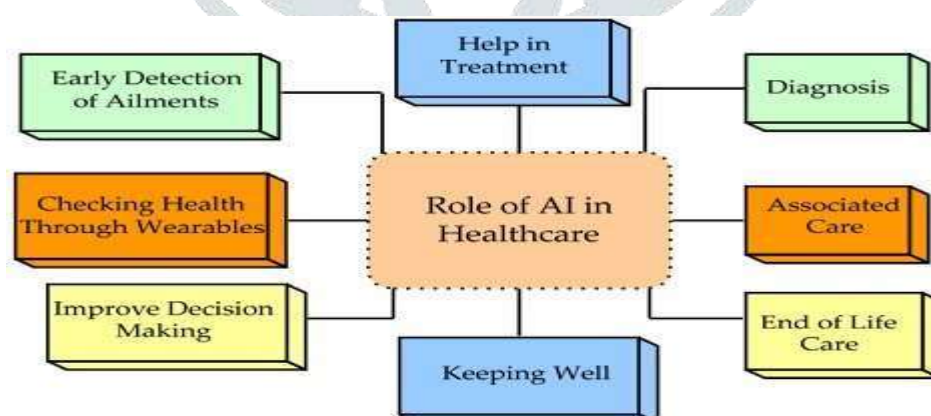 Help in
Treatment
Early Detection
of Ailments
Diagnosis
Role of AI in
Healthcare
Checking Health
Through Wearables
Associated
Care
Improve Decision
Making
End of Life
Care
Keeping Well